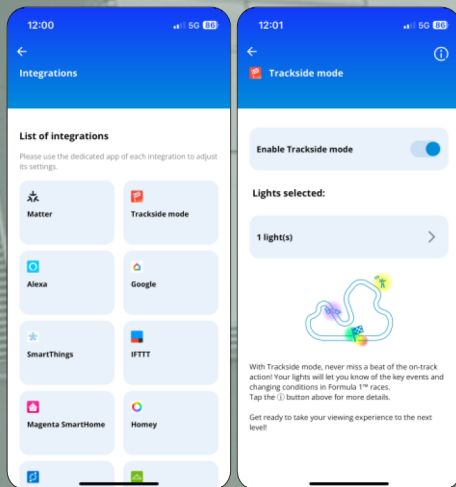 12:00
5G 86
Integrations
List of integrations
Please use the dedicated app of each integration to adjust
its settings.
Matter
Trackside mode
Alexa
Google
SmartThings
IFTTT
Magenta SmartHome
Homey
12:01
5G 86
Trackside mode
Enable Trackside mode
Lights selected:
1 light(s)
With Trackside mode, never miss a beat of the on-track
action! Your lights will let you know of the key events and
changing conditions in Formula 1™ races.
Tap the ⓘ button above for more details.
Get ready to take your viewing experience to the next
level!